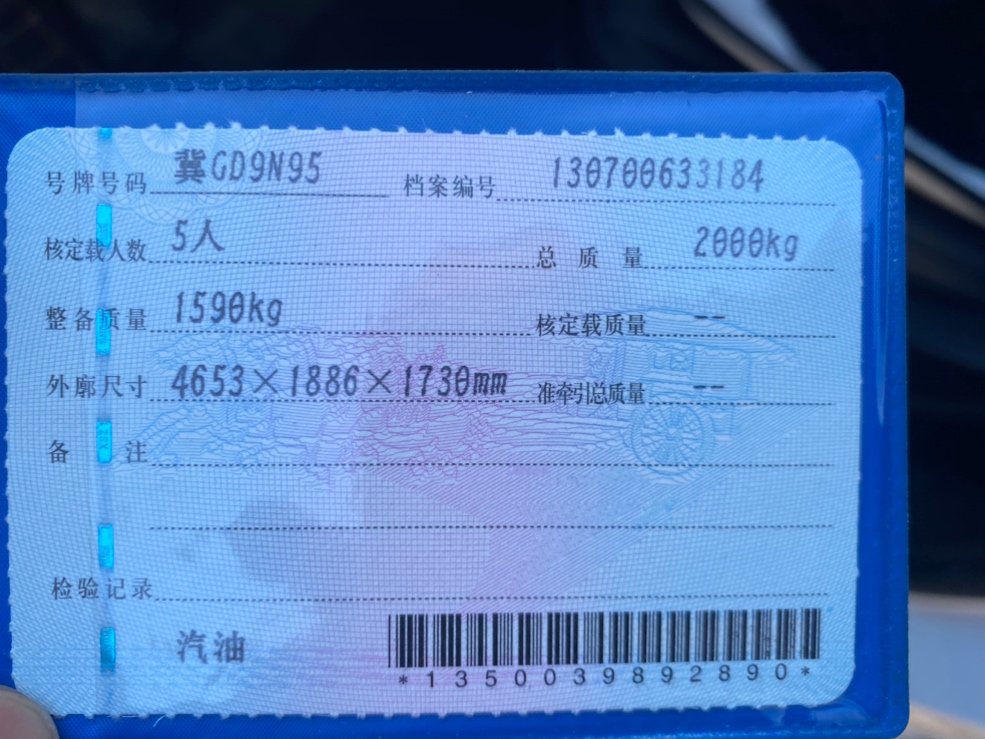 号牌号码 冀GD9N95 档案编号 130700633184
核定载人数 5人 总质量 2000kg
整备质量 1590kg 核定载质量 --
外廓尺寸 4653×1886×1730mm 准牵引总质量 --
备注
检验记录
汽油
*1350039892890*